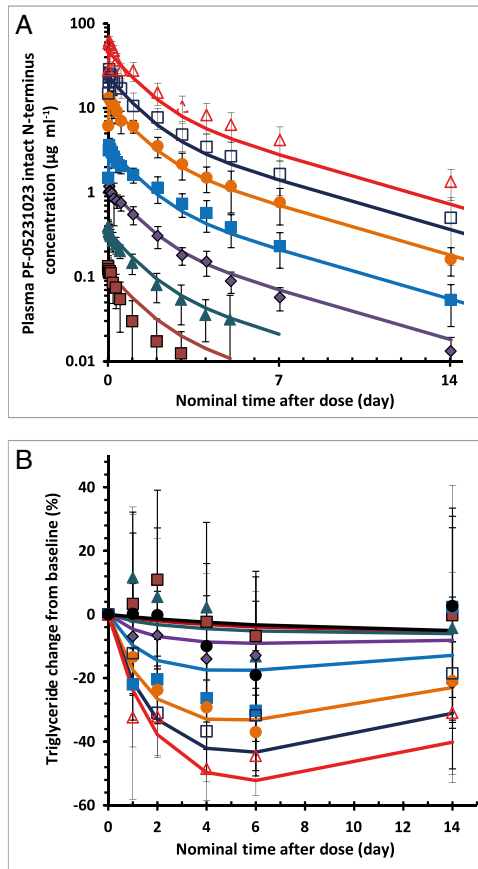 A
Plasma PF-05231023 intact N-terminus
concentration (µg ml⁻¹)
100
10
1
0.1
0.01
0
7
14
Nominal time after dose (day)
B
Triglyceride change from baseline (%)
40
20
0
-20
-40
-60
0 2 4 6 8 10 12 14
Nominal time after dose (day)